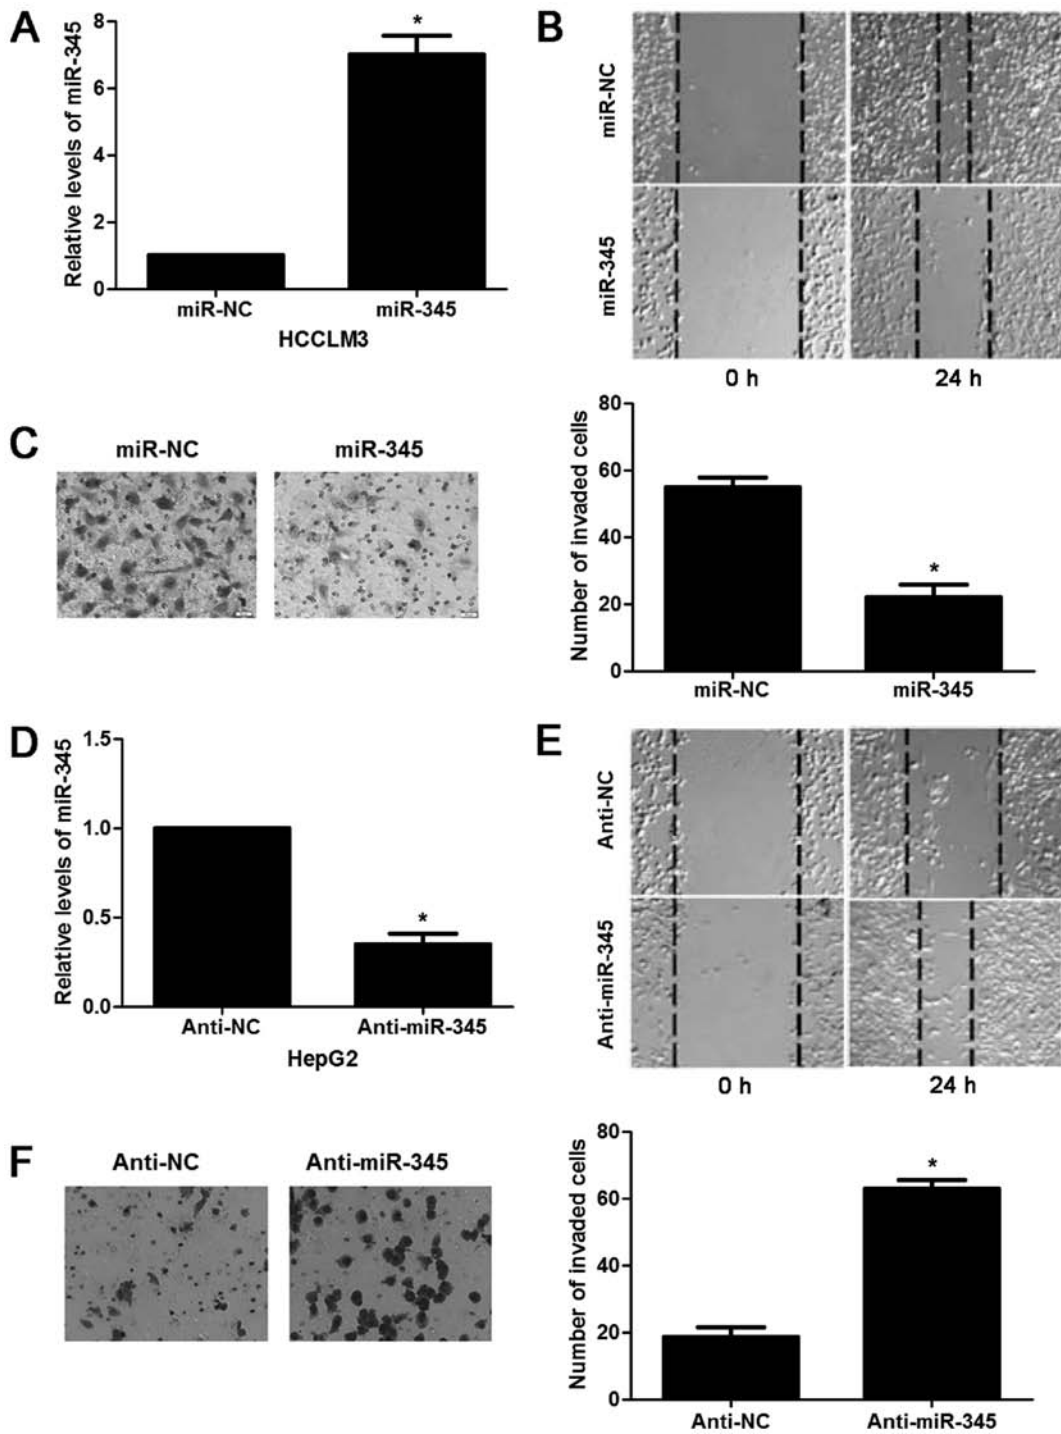 A
Relative levels of miR-345
8
6
4
2
0
*
miR-NC
miR-345
HCCLM3
B
miR-NC
miR-345
0 h
24 h
C
miR-NC
miR-345
Number of invaded cells
80
60
40
20
0
*
miR-NC
miR-345
D
Relative levels of miR-345
1.5
1.0
0.5
0.0
*
Anti-NC
Anti-miR-345
HepG2
E
Anti-NC
Anti-miR-345
0 h
24 h
F
Anti-NC
Anti-miR-345
Number of invaded cells
80
60
40
20
0
*
Anti-NC
Anti-miR-345